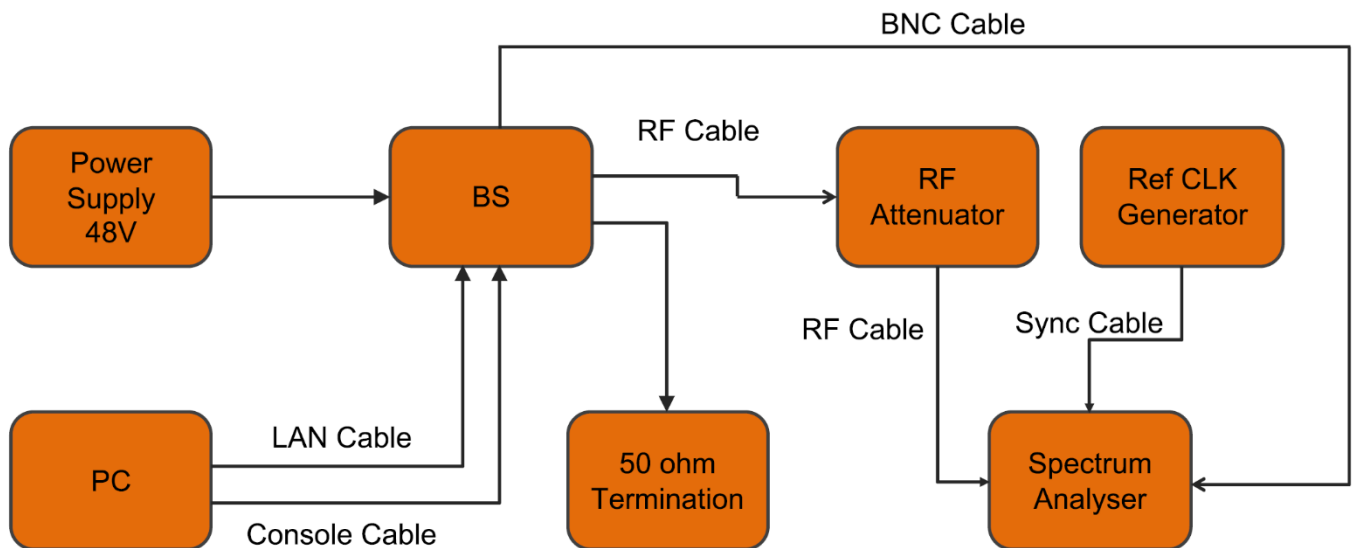 BNC Cable
RF Cable
Power
Supply
48V
BS
RF
Attenuator
Ref CLK
Generator
RF Cable
Sync Cable
LAN Cable
PC
Console Cable
50 ohm
Termination
Spectrum
Analyser